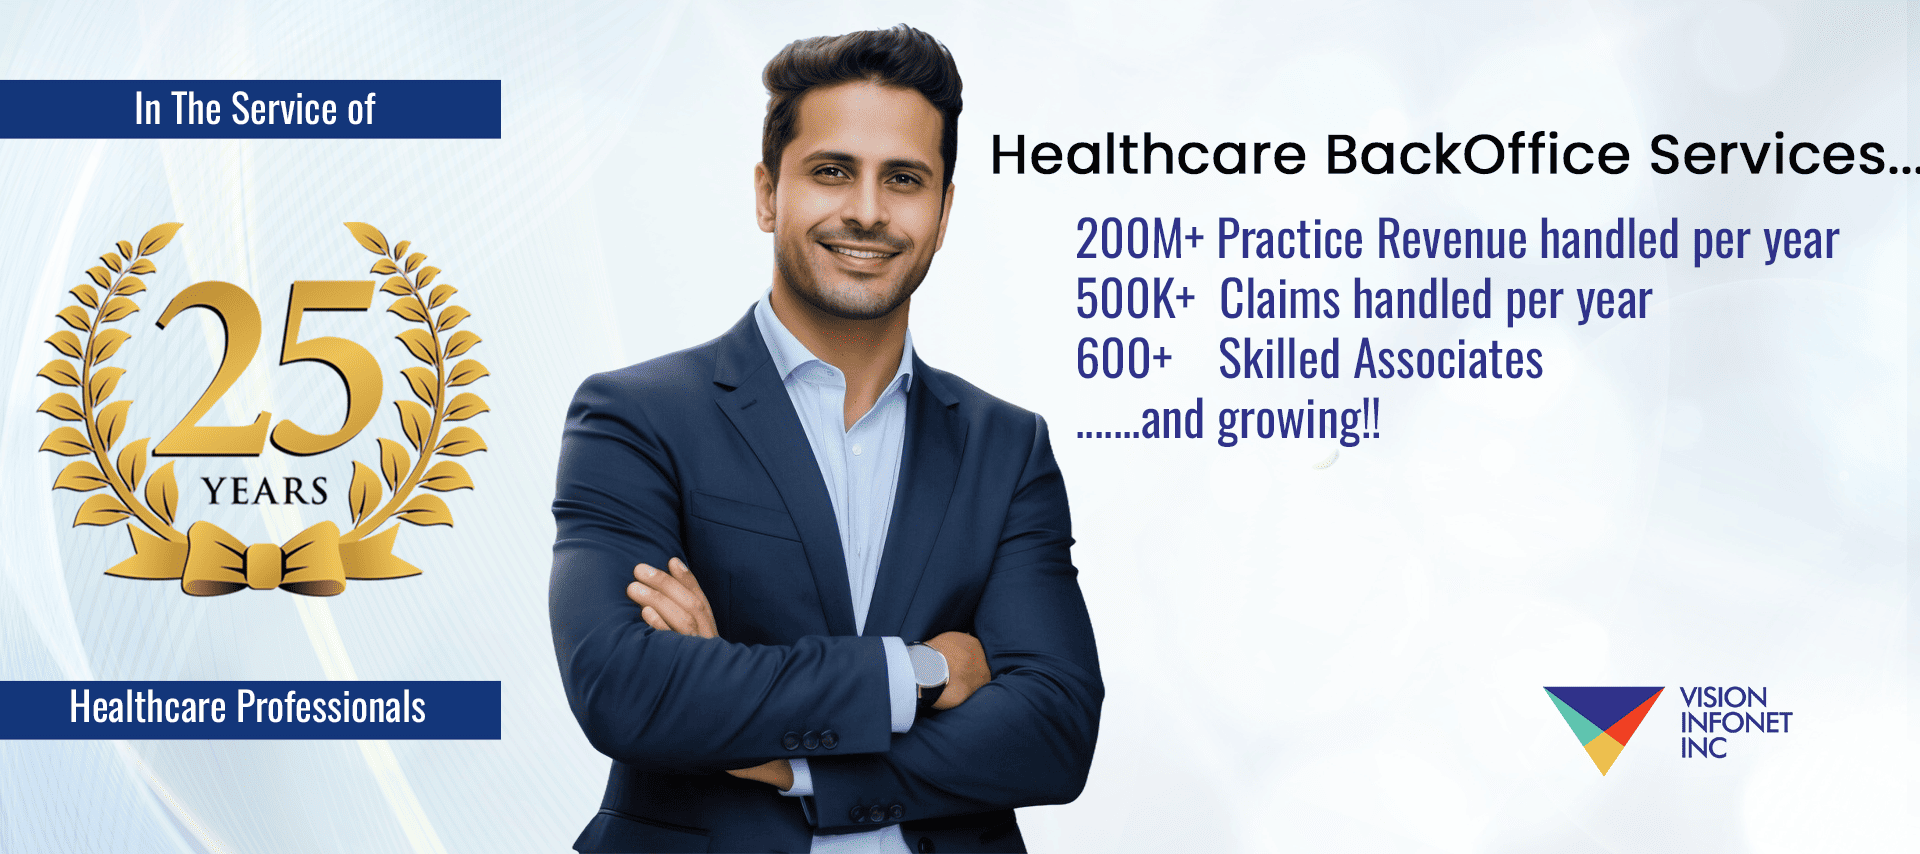 In The Service of
25
YEARS
Healthcare Professionals
Healthcare BackOffice Services...
200M+ Practice Revenue handled per year
500K+ Claims handled per year
600+ Skilled Associates
.......and growing!!
VISION
INFONET
INC